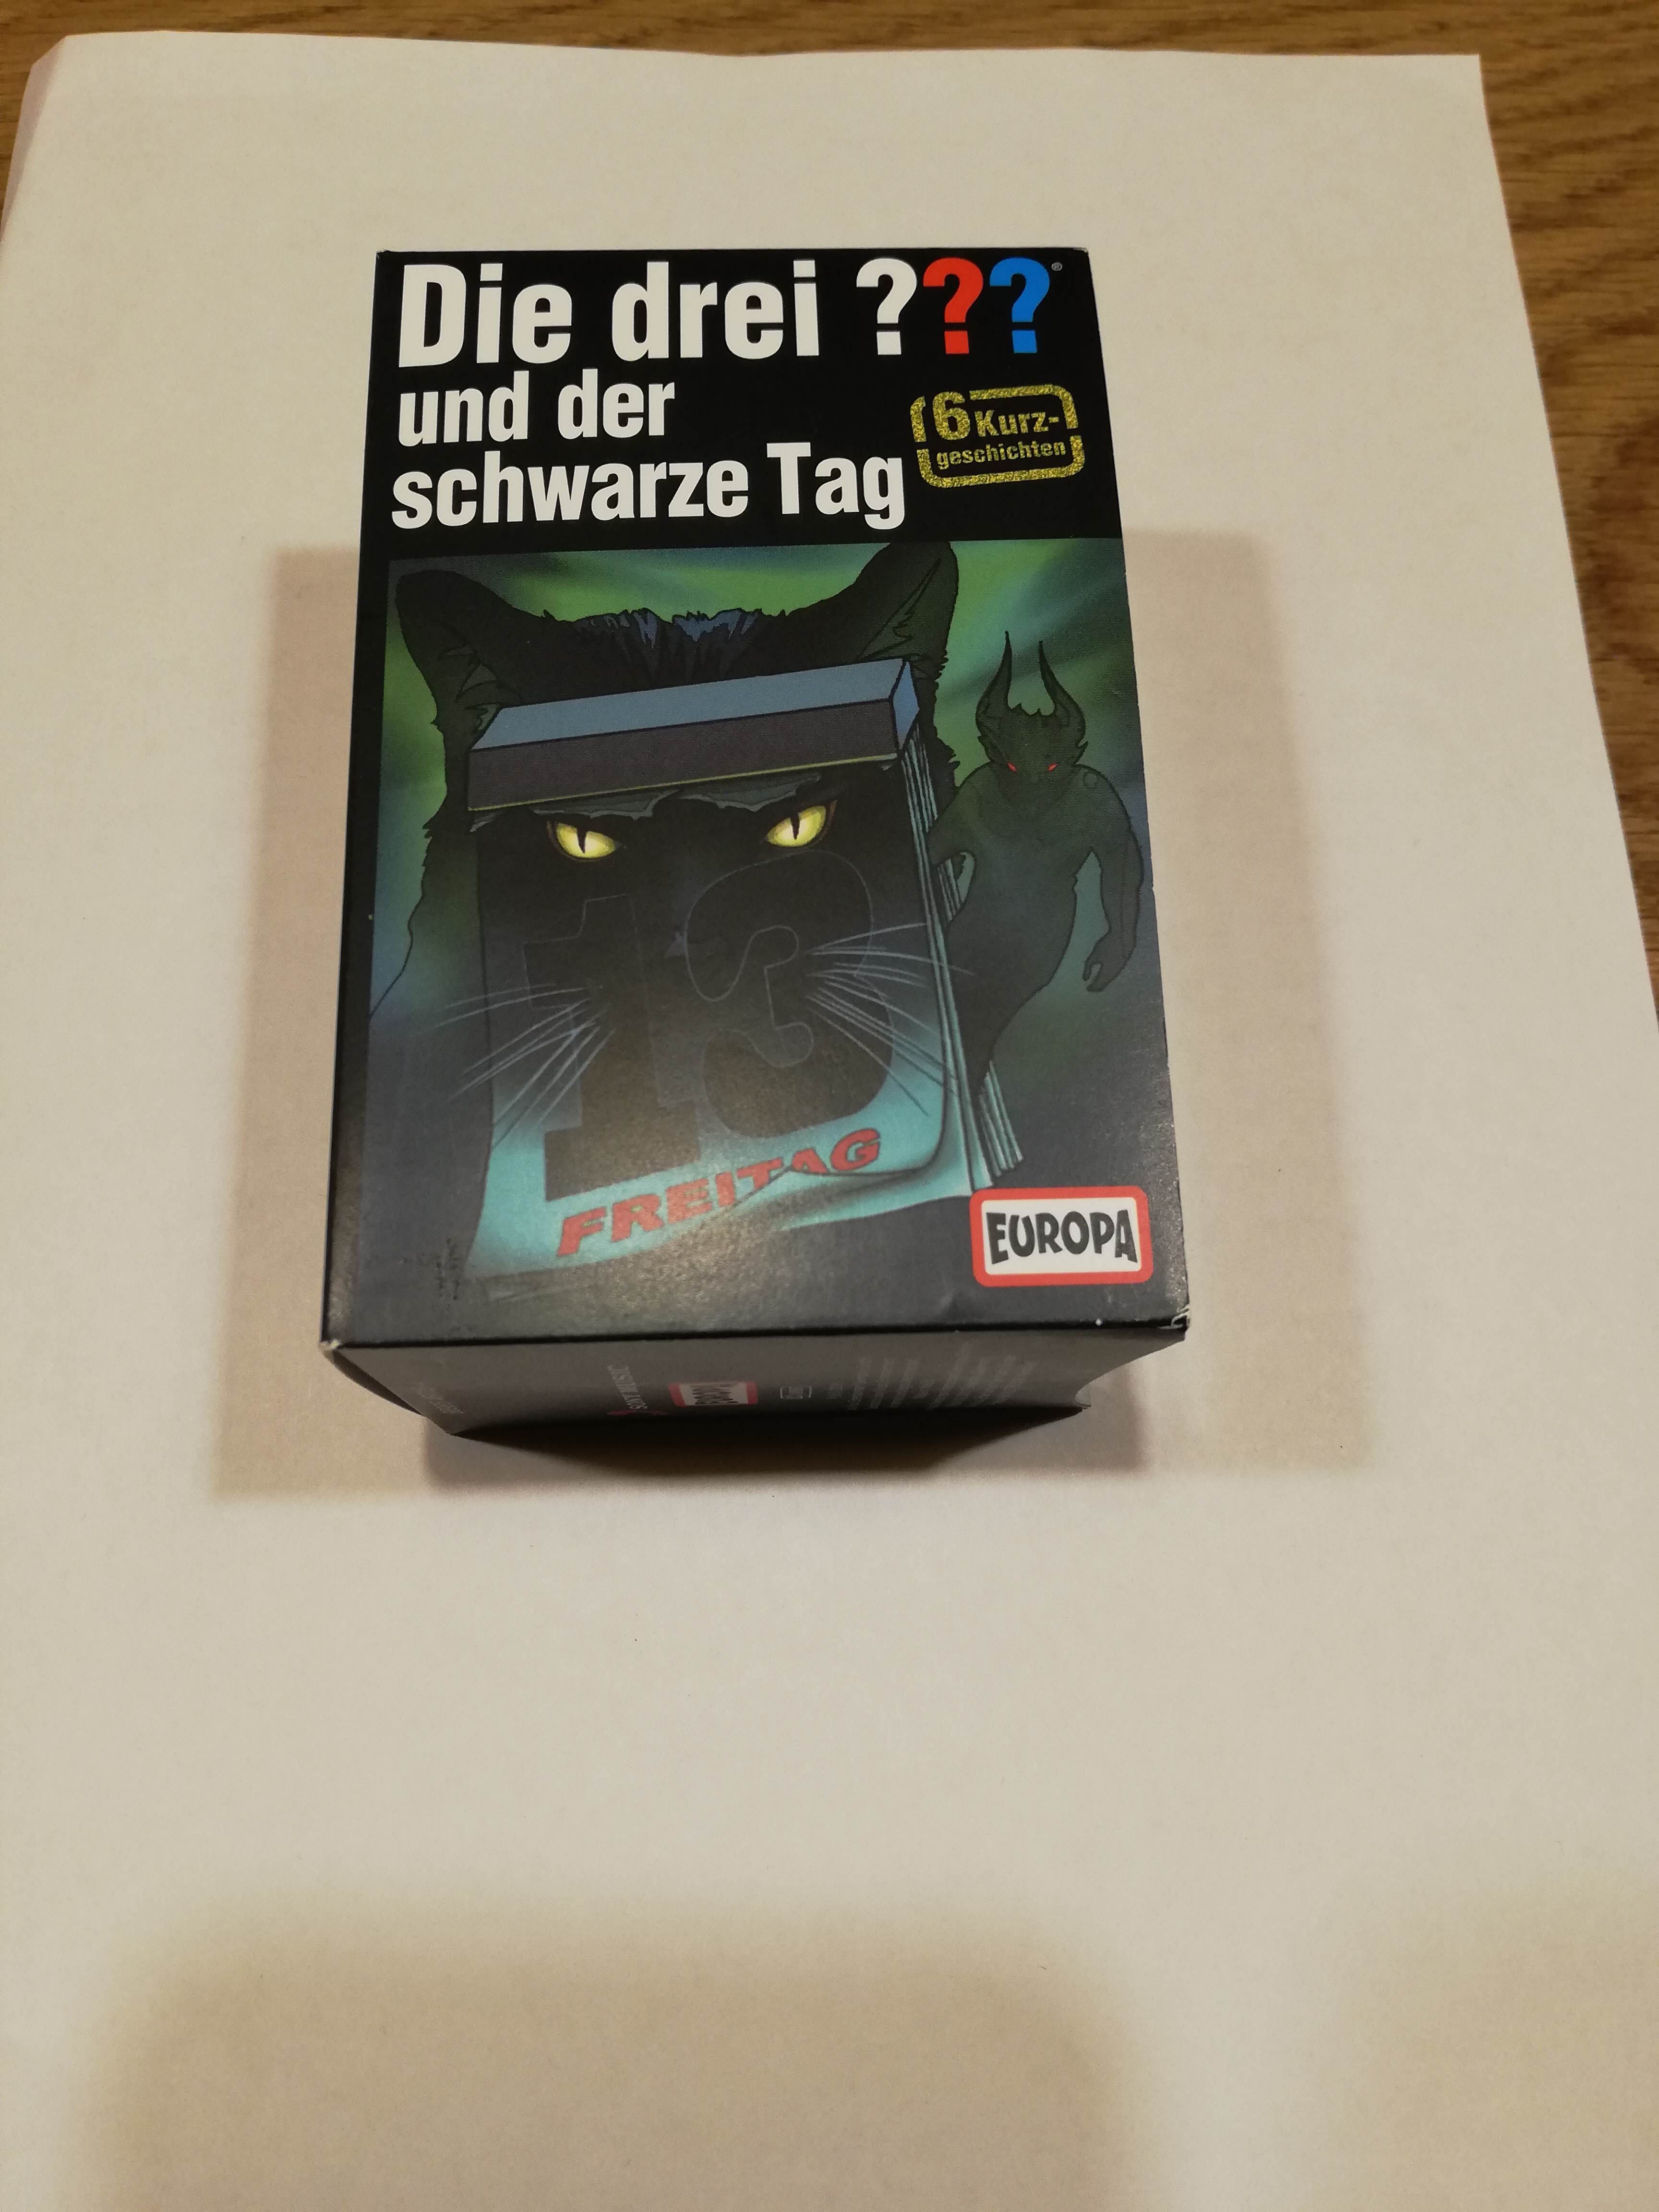 Die drei ???®
und der
schwarze Tag
6 Kurz-
geschichten
13
FREITAG
EUROPA